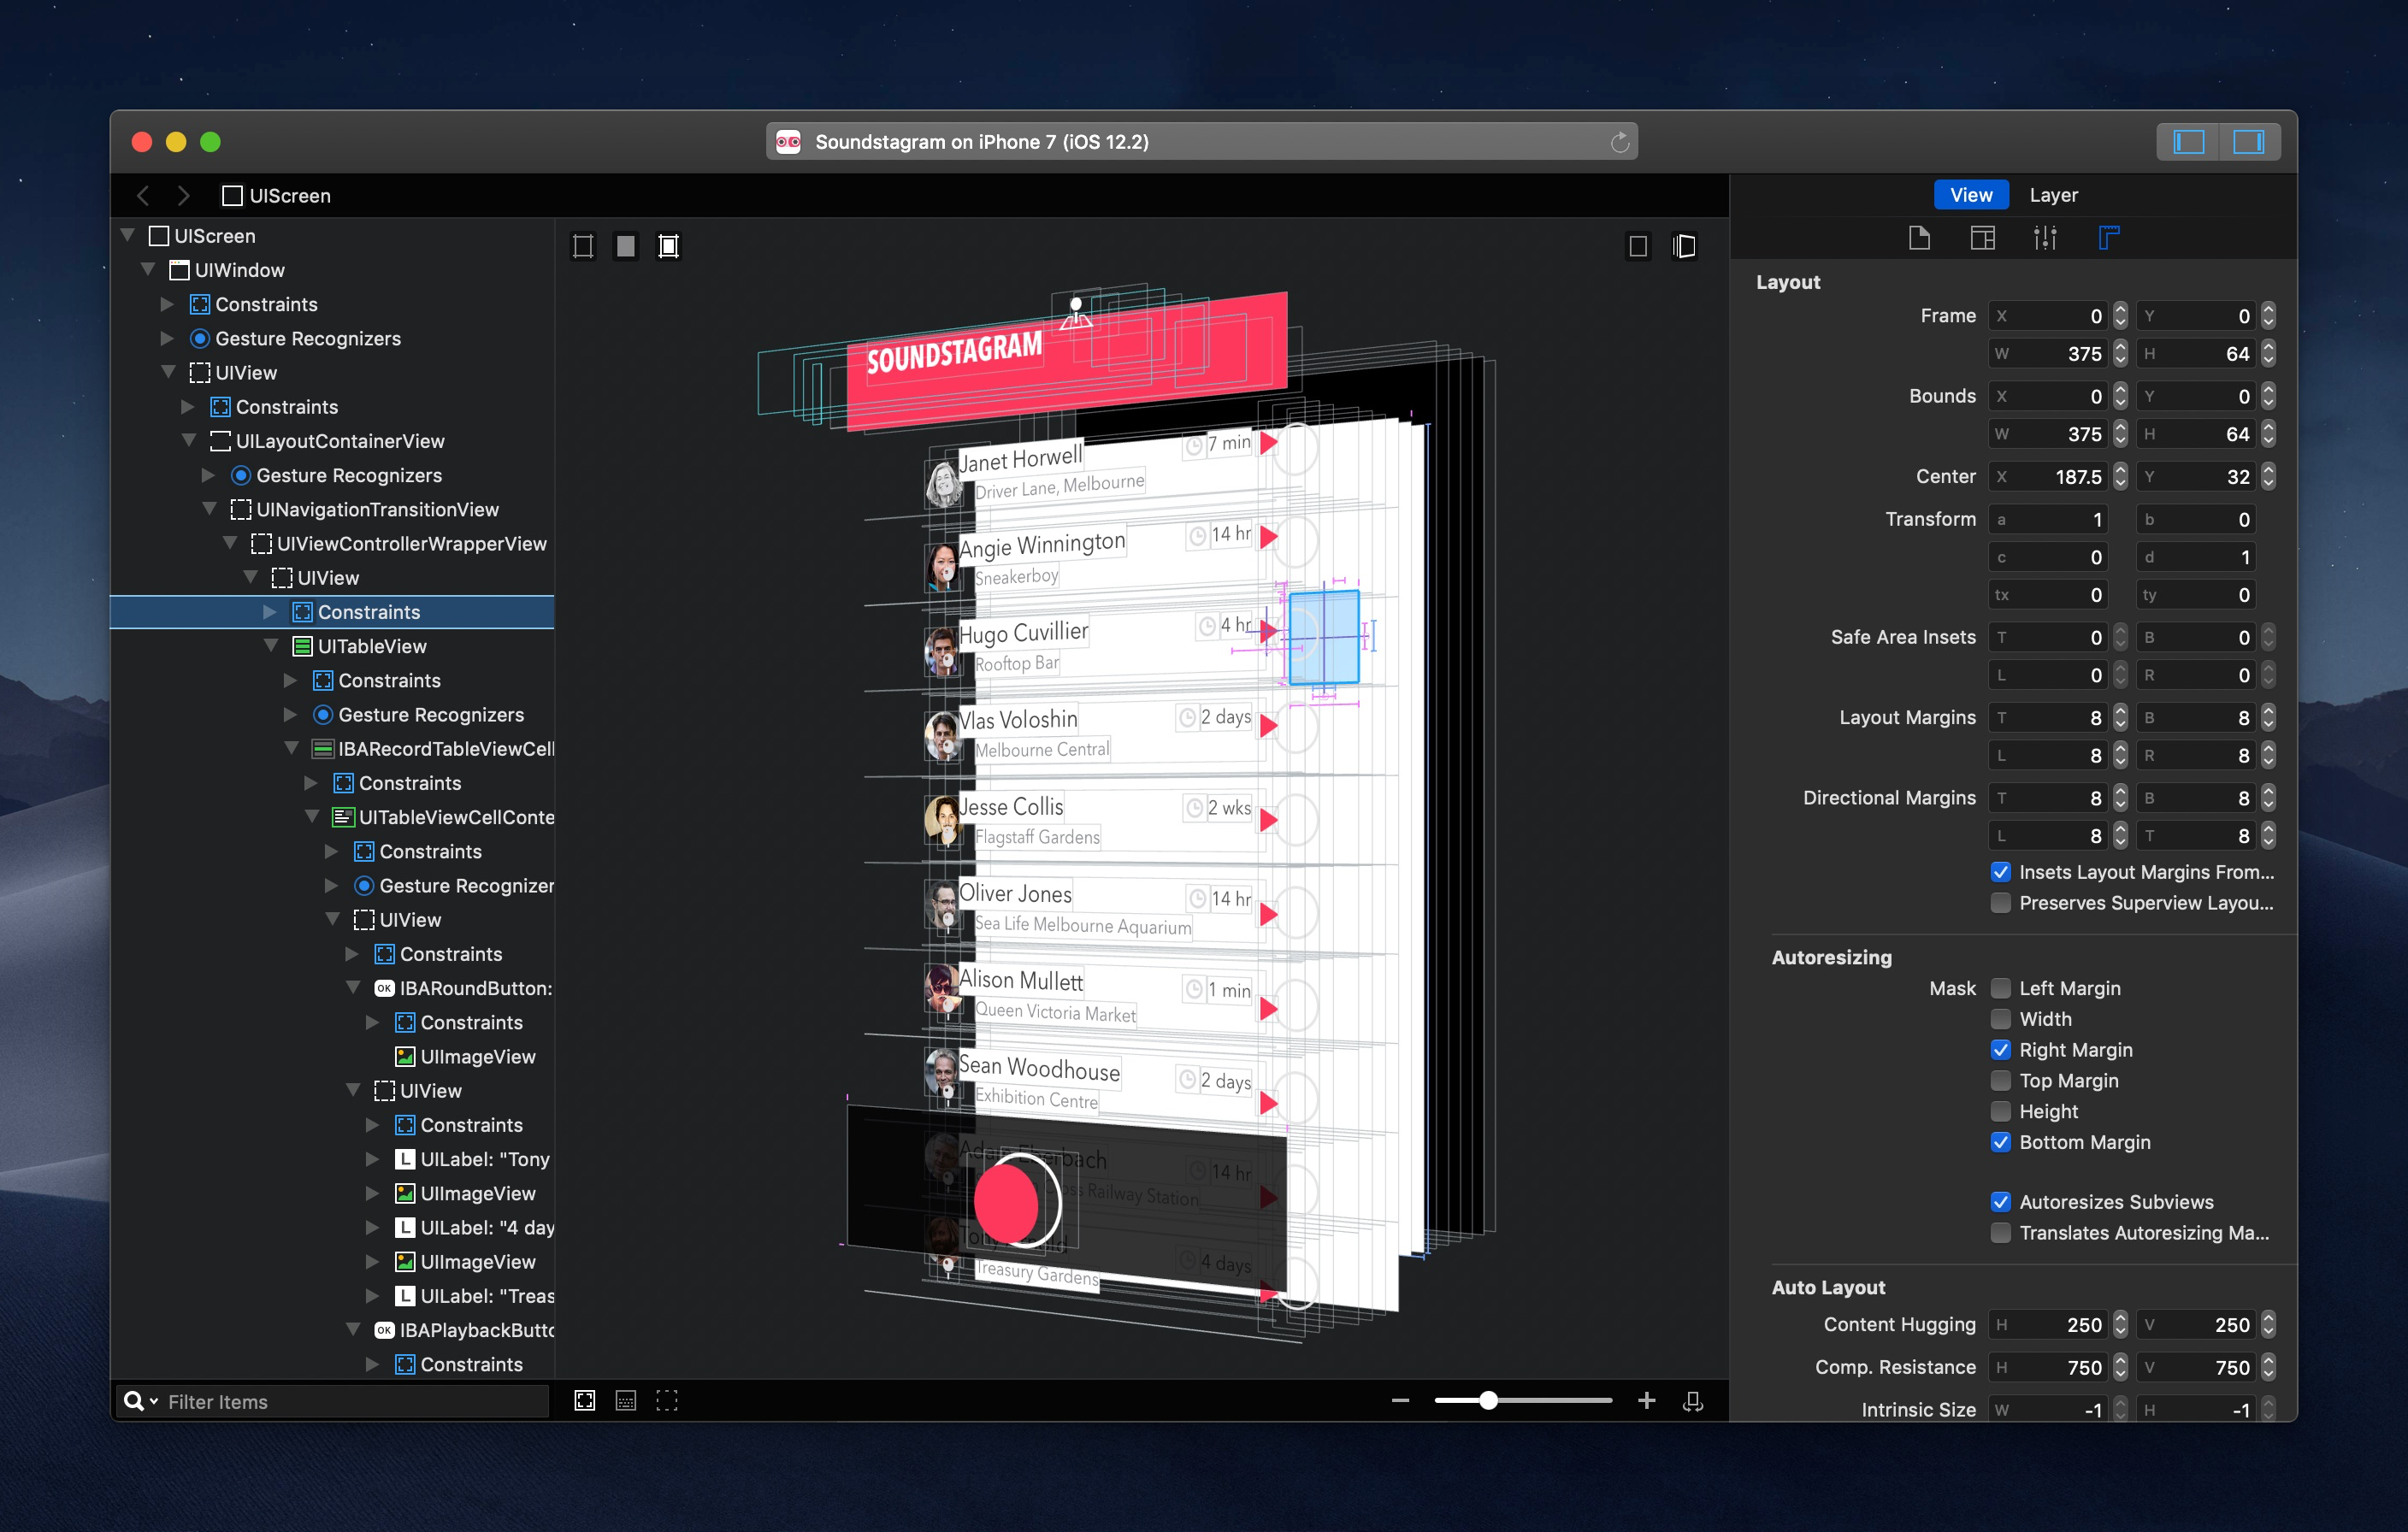 Soundstagram on iPhone 7 (iOS 12.2)
UIScreen
View Layer
UIScreen
UIWindow
Constraints
Gesture Recognizers
UIView
Constraints
UILayoutContainerView
Gesture Recognizers
UINavigationTransitionView
UIViewControllerWrapperView
UIView
Constraints
UITableView
Constraints
Gesture Recognizers
IBARecordTableViewCell
Constraints
UITableViewCellConte
Constraints
Gesture Recognizer
UIView
Constraints
OK IBARoundButton:
Constraints
UIImageView
UIView
Constraints
L UILabel: "Tony
UIImageView
L UILabel: "4 day
UIImageView
L UILabel: "Treas
OK IBAPlaybackButto
Constraints
Filter Items
SOUNDSTAGRAM
Janet Horwell 7 min
Driver Lane, Melbourne
Angie Winnington 14 hr
Sneakerboy
Hugo Cuvillier 4 hr
Rooftop Bar
Vlas Voloshin 2 days
Melbourne Central
Jesse Collis 2 wks
Flagstaff Gardens
Oliver Jones 14 hr
Sea Life Melbourne Aquarium
Alison Mullett 1 min
Queen Victoria Market
Sean Woodhouse 2 days
Exhibition Centre
14 hr
Railway Station
4 days
Treasury Gardens
Layout
Frame X 0 Y 0
W 375 H 64
Bounds X 0 Y 0
W 375 H 64
Center X 187.5 Y 32
Transform a 1 b 0
c 0 d 1
tx 0 ty 0
Safe Area Insets T 0 B 0
L 0 R 0
Layout Margins T 8 B 8
L 8 R 8
Directional Margins T 8 B 8
L 8 T 8
Insets Layout Margins From...
Preserves Superview Layou...
Autoresizing
Mask Left Margin
Width
Right Margin
Top Margin
Height
Bottom Margin
Autoresizes Subviews
Translates Autoresizing Ma...
Auto Layout
Content Hugging H 250 V 250
Comp. Resistance H 750 V 750
Intrinsic Size W -1 H -1